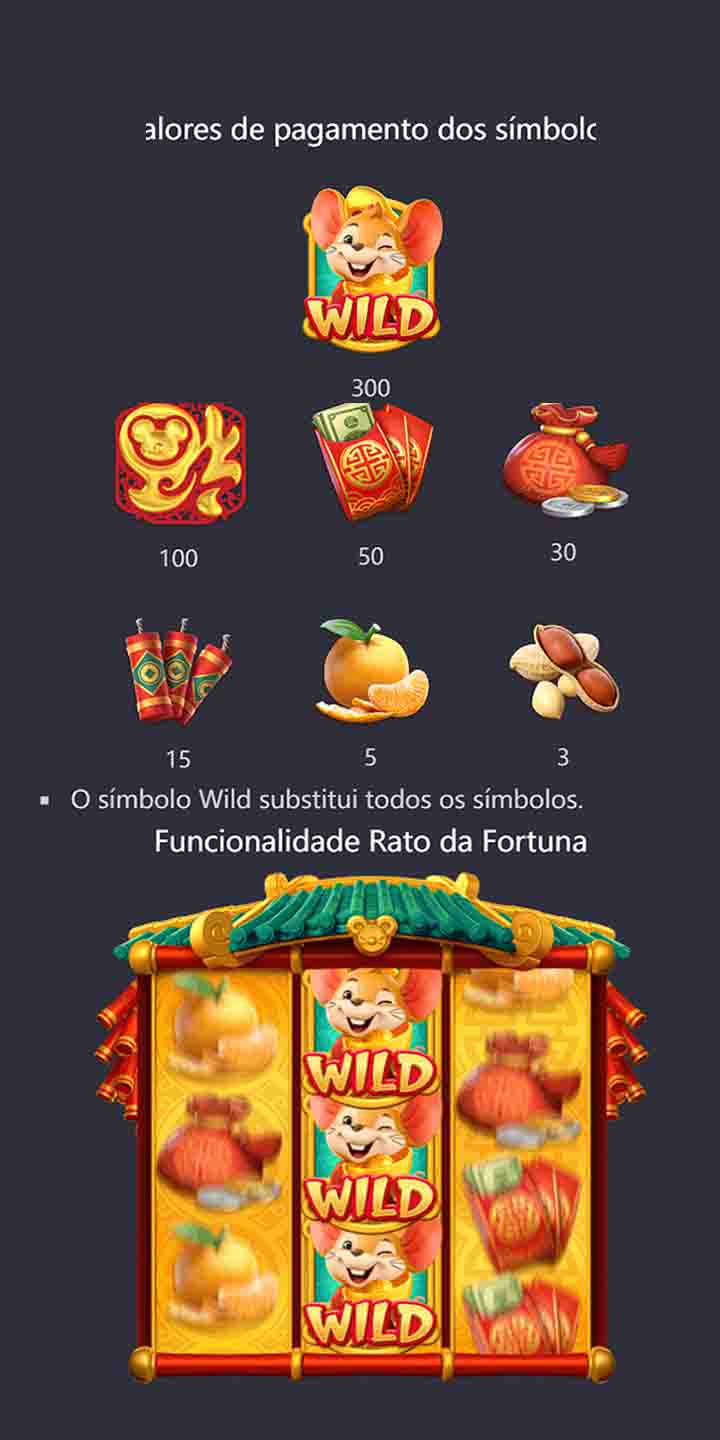 alores de pagamento dos símbolo
WILD
300
100
50
30
15
5
3
▪ O símbolo Wild substitui todos os símbolos.
Funcionalidade Rato da Fortuna
WILD
WILD
WILD